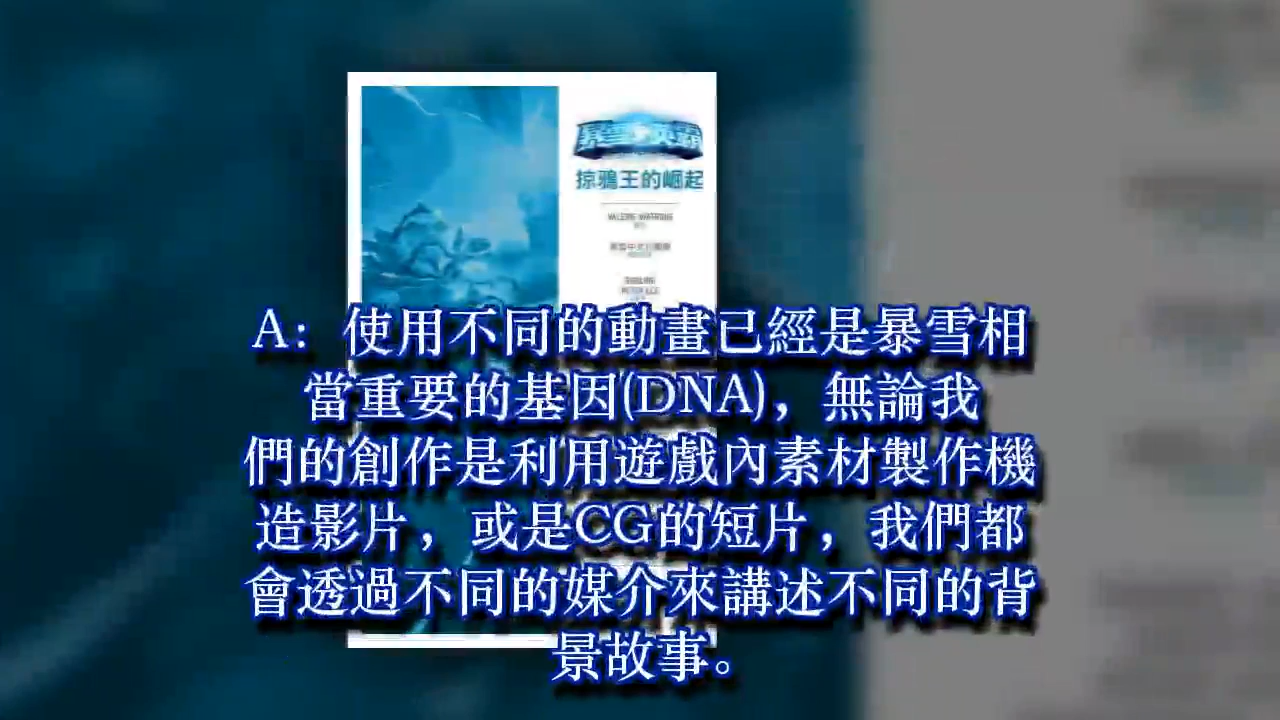 暴雪英霸
掠鴉王的崛起
VALERIE WATROUS
A：使用不同的動畫已經是暴雪相
當重要的基因(DNA)，無論我
們的創作是利用遊戲內素材製作機
造影片，或是CG的短片，我們都
會透過不同的媒介來講述不同的背
景故事。